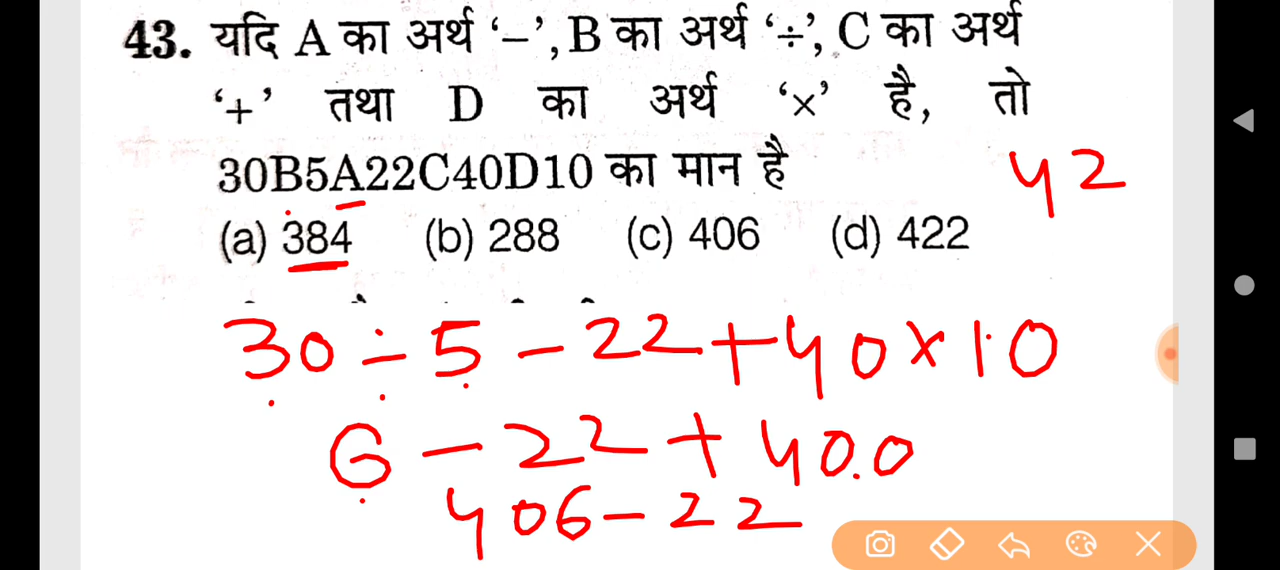 43. यदि A का अर्थ ‘–’, B का अर्थ ‘÷’, C का अर्थ
‘+’ तथा D का अर्थ ‘×’ है, तो
30B5A22C40D10 का मान है
42
(a) 384 (b) 288 (c) 406 (d) 422
30 ÷ 5 – 22 + 40 × 10
6 – 22 + 400
406 – 22